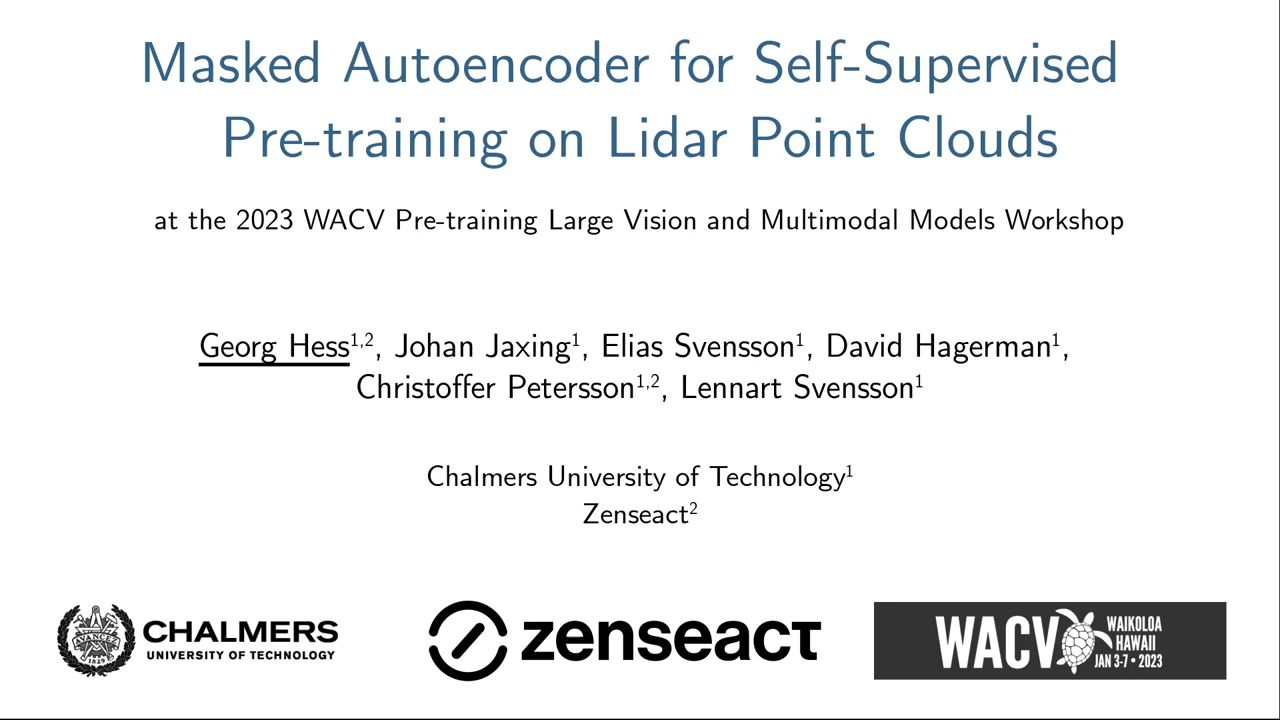 Masked Autoencoder for Self-Supervised
Pre-training on Lidar Point Clouds
at the 2023 WACV Pre-training Large Vision and Multimodal Models Workshop
Georg Hess¹,², Johan Jaxing¹, Elias Svensson¹, David Hagerman¹,
Christoffer Petersson¹,², Lennart Svensson¹
Chalmers University of Technology¹
Zenseact²
AVANCEZ
1829
CHALMERS
UNIVERSITY OF TECHNOLOGY
zenseact
WACV
WAIKOLOA
HAWAII
JAN 3-7 • 2023